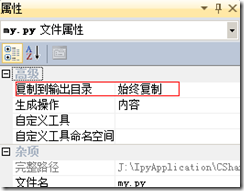 属性
my.py 文件属性
高级
复制到输出目录 始终复制
生成操作 内容
自定义工具
自定义工具命名空间
杂项
完整路径 J:\IpyApplication\CShar
文件名 my.py